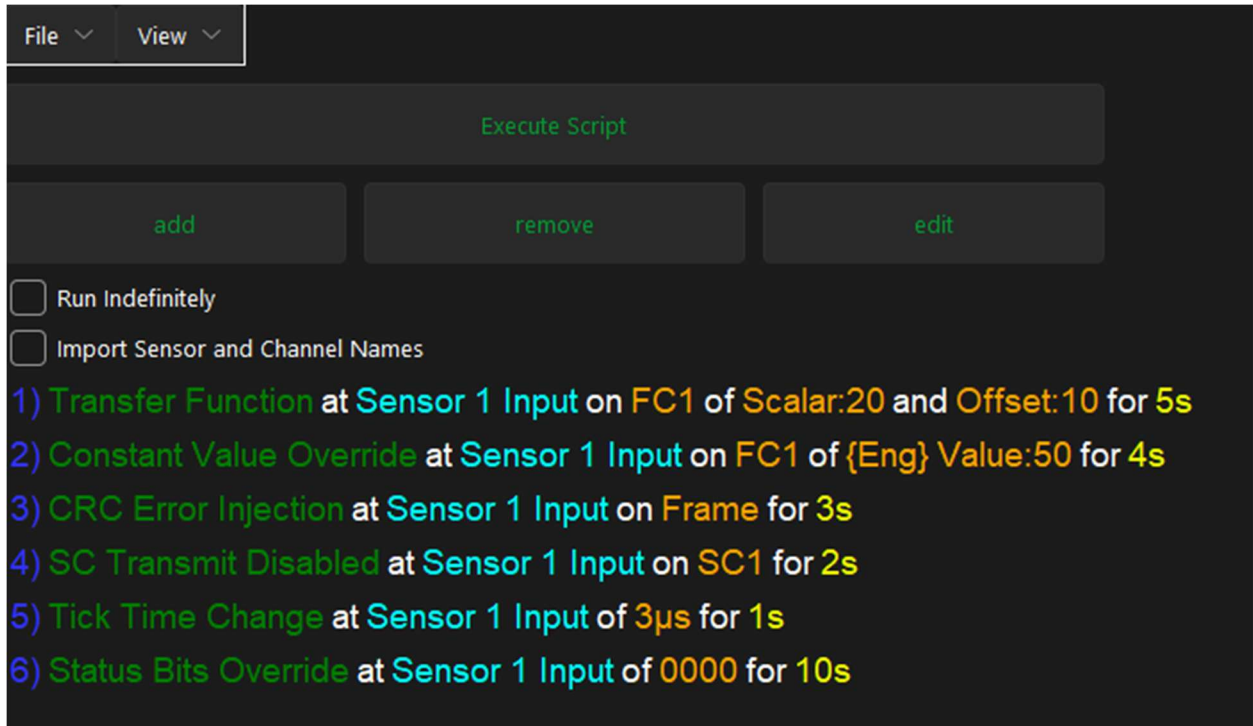 File View
Execute Script
add remove edit
Run Indefinitely
Import Sensor and Channel Names
1) Transfer Function at Sensor 1 Input on FC1 of Scalar:20 and Offset:10 for 5s
2) Constant Value Override at Sensor 1 Input on FC1 of {Eng} Value:50 for 4s
3) CRC Error Injection at Sensor 1 Input on Frame for 3s
4) SC Transmit Disabled at Sensor 1 Input on SC1 for 2s
5) Tick Time Change at Sensor 1 Input of 3µs for 1s
6) Status Bits Override at Sensor 1 Input of 0000 for 10s